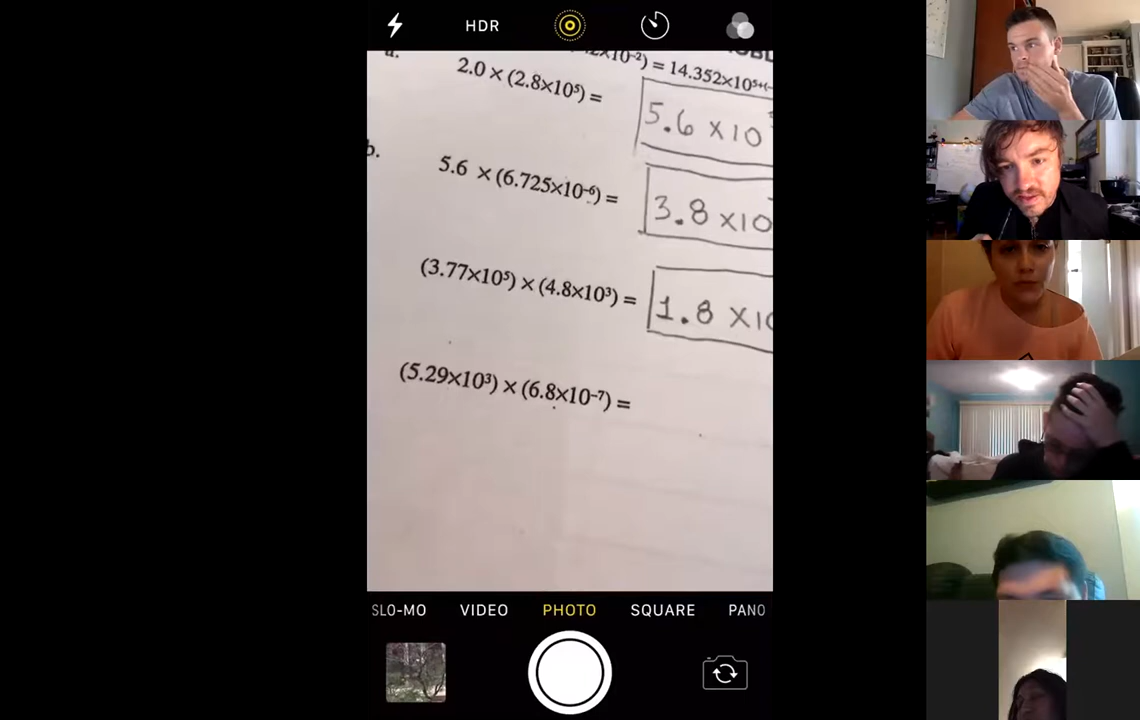 HDR
a.
2.0 × (2.8×10⁵) =
5.6 ×10
b.
5.6 × (6.725×10⁻⁶) =
3.8 ×10
(3.77×10⁵) × (4.8×10³) =
1.8 ×10
(5.29×10³) × (6.8×10⁻⁷) =
SLO-MO VIDEO PHOTO SQUARE PANO